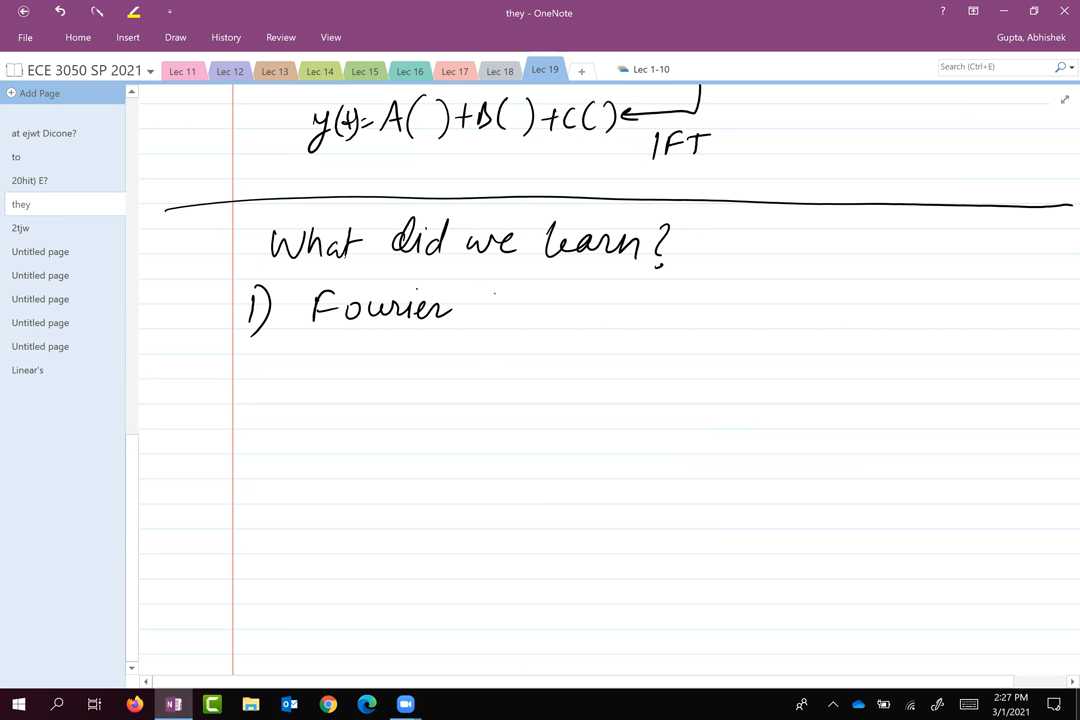 they - OneNote
File Home Insert Draw History Review View
Gupta, Abhishek
ECE 3050 SP 2021
Lec 11 Lec 12 Lec 13 Lec 14 Lec 15 Lec 16 Lec 17 Lec 18 Lec 19 + Lec 1-10
Search (Ctrl+E)
Add Page
at ejwt Dicone?
to
20hit) E?
they
2tjw
Untitled page
Untitled page
Untitled page
Untitled page
Untitled page
Linear's
y(t)= A( ) + B( ) + C( )
IFT
What did we learn?
1) Fourier
2:27 PM
3/1/2021